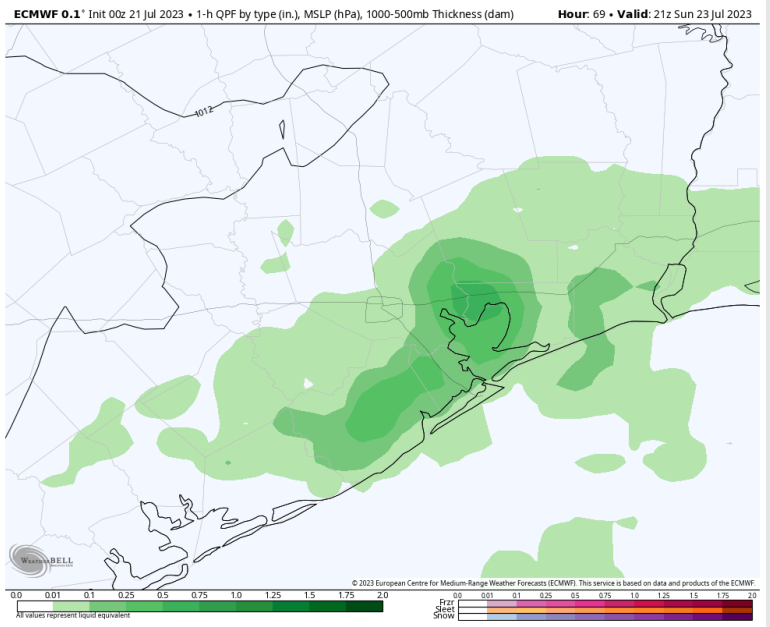 ECMWF 0.1° Init 00z 21 Jul 2023 • 1-h QPF by type (in.), MSLP (hPa), 1000-500mb Thickness (dam) Hour: 69 • Valid: 21z Sun 23 Jul 2023
1012
WEATHERBELL
© 2023 European Centre for Medium-Range Weather Forecasts (ECMWF). This service is based on data and products of the ECMWF.
0.0 0.01 0.1 0.25 0.5 0.75 1.0 1.25 1.5 1.75 2.0
0.0 0.01 0.1 0.25 0.5 0.75 1.0 1.25 1.5 1.75 2.0
Frzr
Sleet
Snow
All values represent liquid equivalent